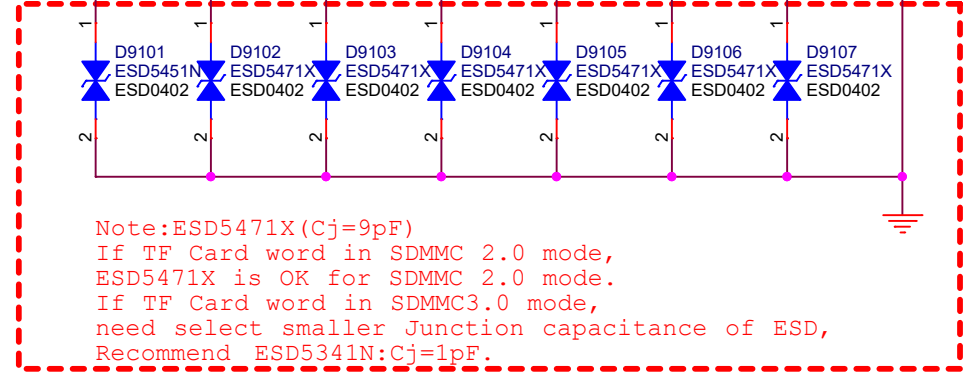 1 1 1 1 1 1 1
D9101 D9102 D9103 D9104 D9105 D9106 D9107
ESD5451N ESD5471X ESD5471X ESD5471X ESD5471X ESD5471X ESD5471X
ESD0402 ESD0402 ESD0402 ESD0402 ESD0402 ESD0402 ESD0402
2 2 2 2 2 2 2
Note:ESD5471X(Cj=9pF)
If TF Card word in SDMMC 2.0 mode,
ESD5471X is OK for SDMMC 2.0 mode.
If TF Card word in SDMMC3.0 mode,
need select smaller Junction capacitance of ESD,
Recommend ESD5341N:Cj=1pF.